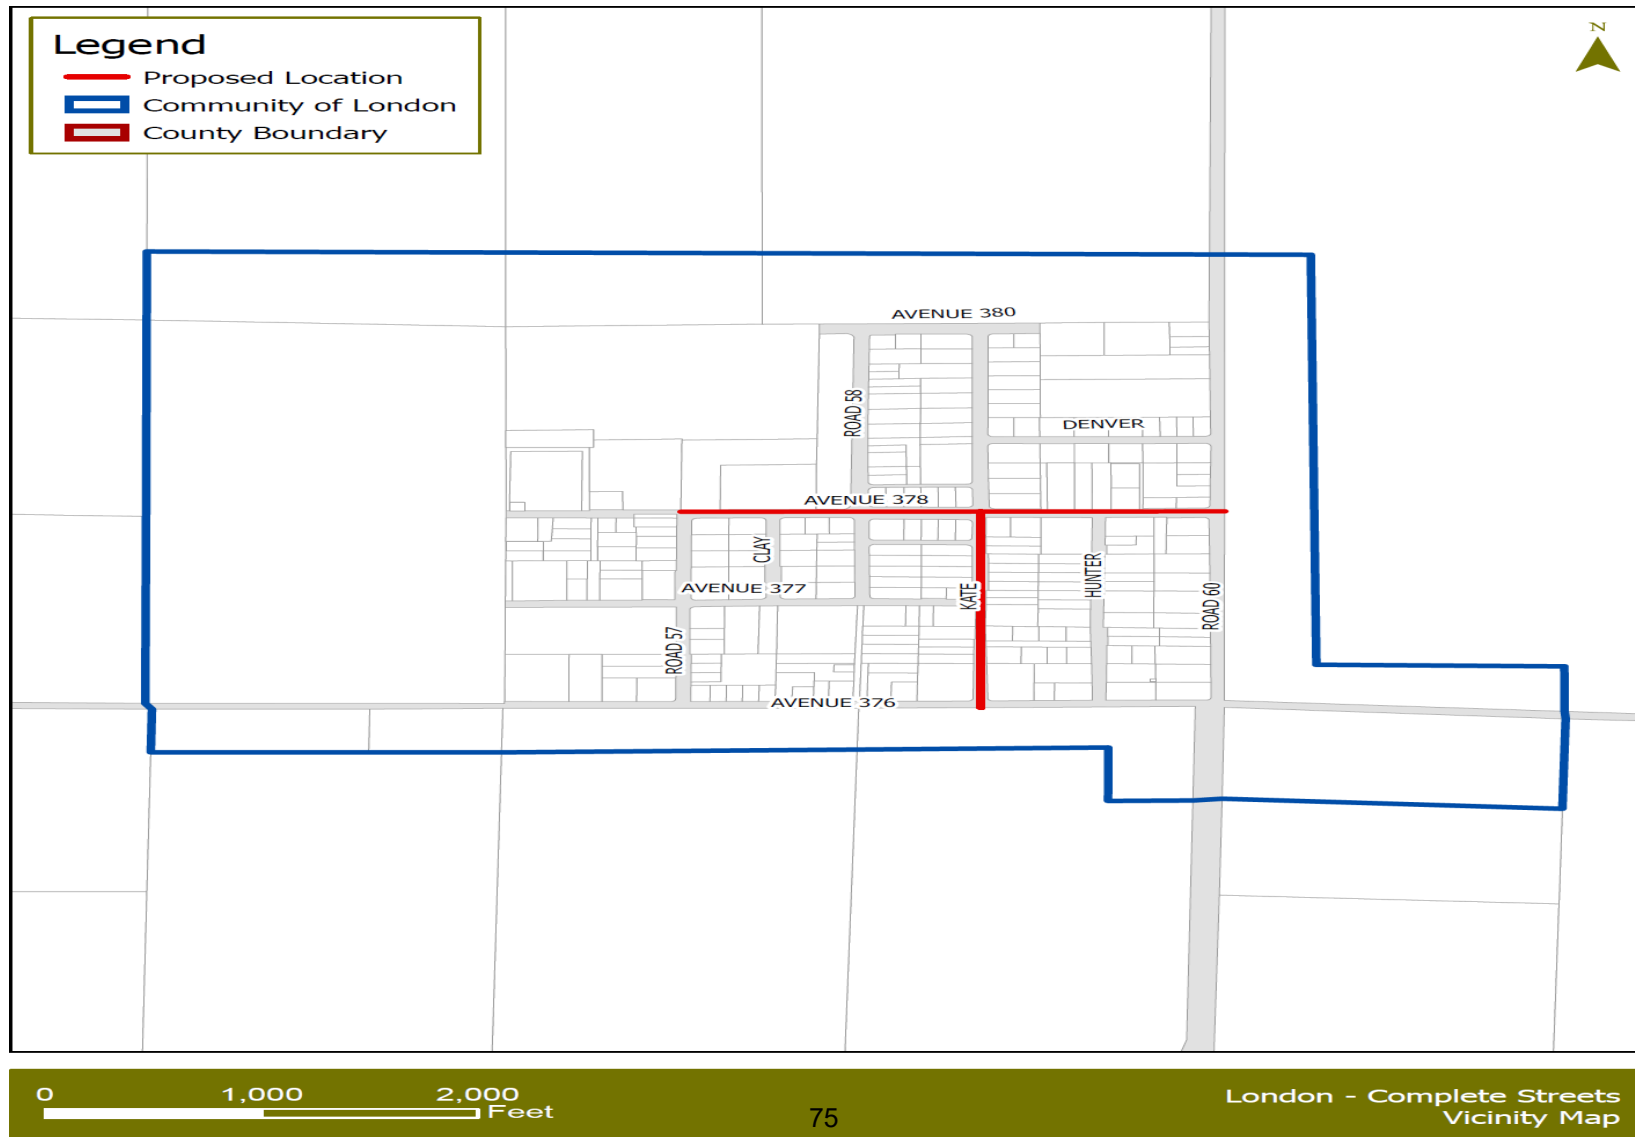 Legend
Proposed Location
Community of London
County Boundary
N
AVENUE 380
ROAD 58
DENVER
AVENUE 378
CLAY
AVENUE 377
KATE
HUNTER
ROAD 60
ROAD 57
AVENUE 376
0 1,000 2,000
Feet
75
London - Complete Streets
Vicinity Map